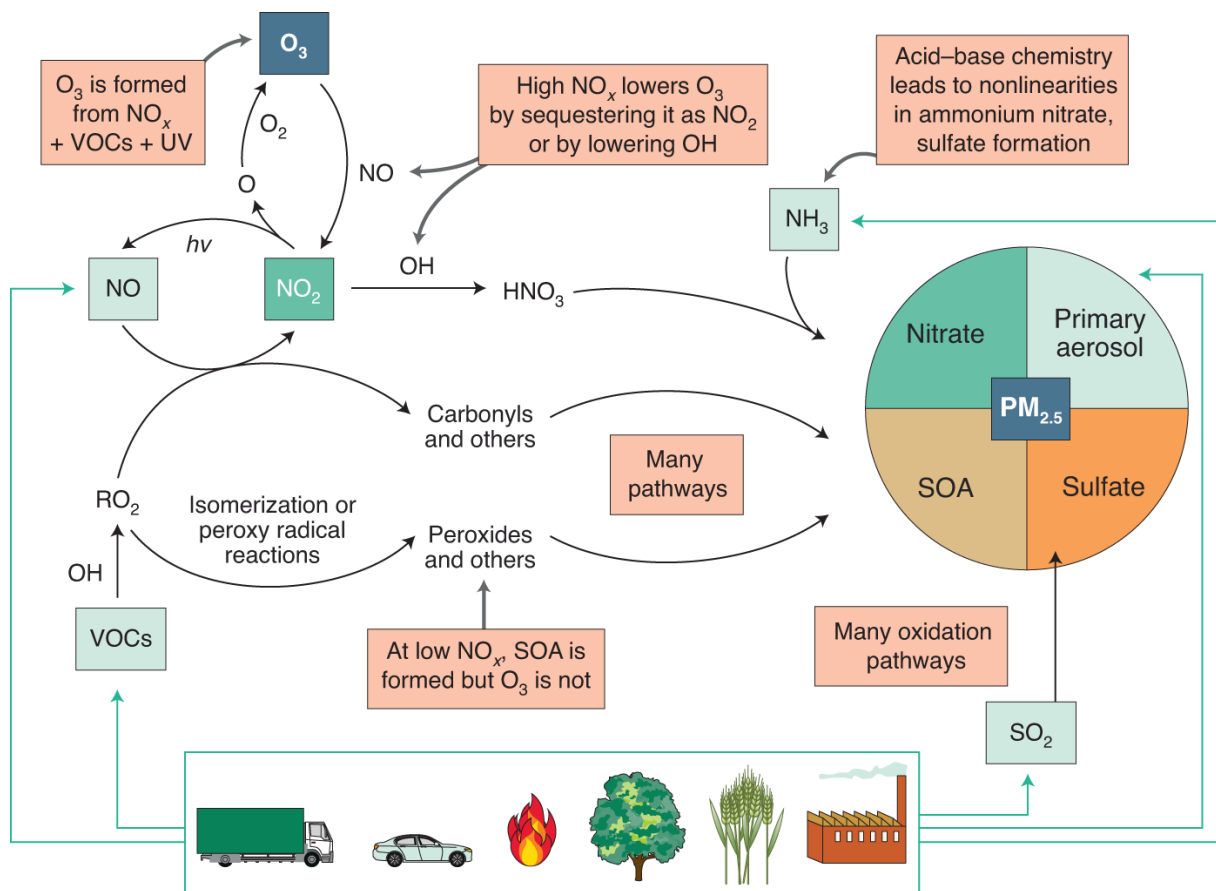 O₃
O₃ is formed
from NOₓ
+ VOCs + UV
O₂
O
hv
NO
NO₂
NO
High NOₓ lowers O₃
by sequestering it as NO₂
or by lowering OH
OH
HNO₃
Acid–base chemistry
leads to nonlinearities
in ammonium nitrate,
sulfate formation
NH₃
Nitrate
Primary
aerosol
PM₂.₅
SOA
Sulfate
Carbonyls
and others
Many
pathways
RO₂
Isomerization or
peroxy radical
reactions
Peroxides
and others
OH
VOCs
At low NOₓ, SOA is
formed but O₃ is not
Many oxidation
pathways
SO₂